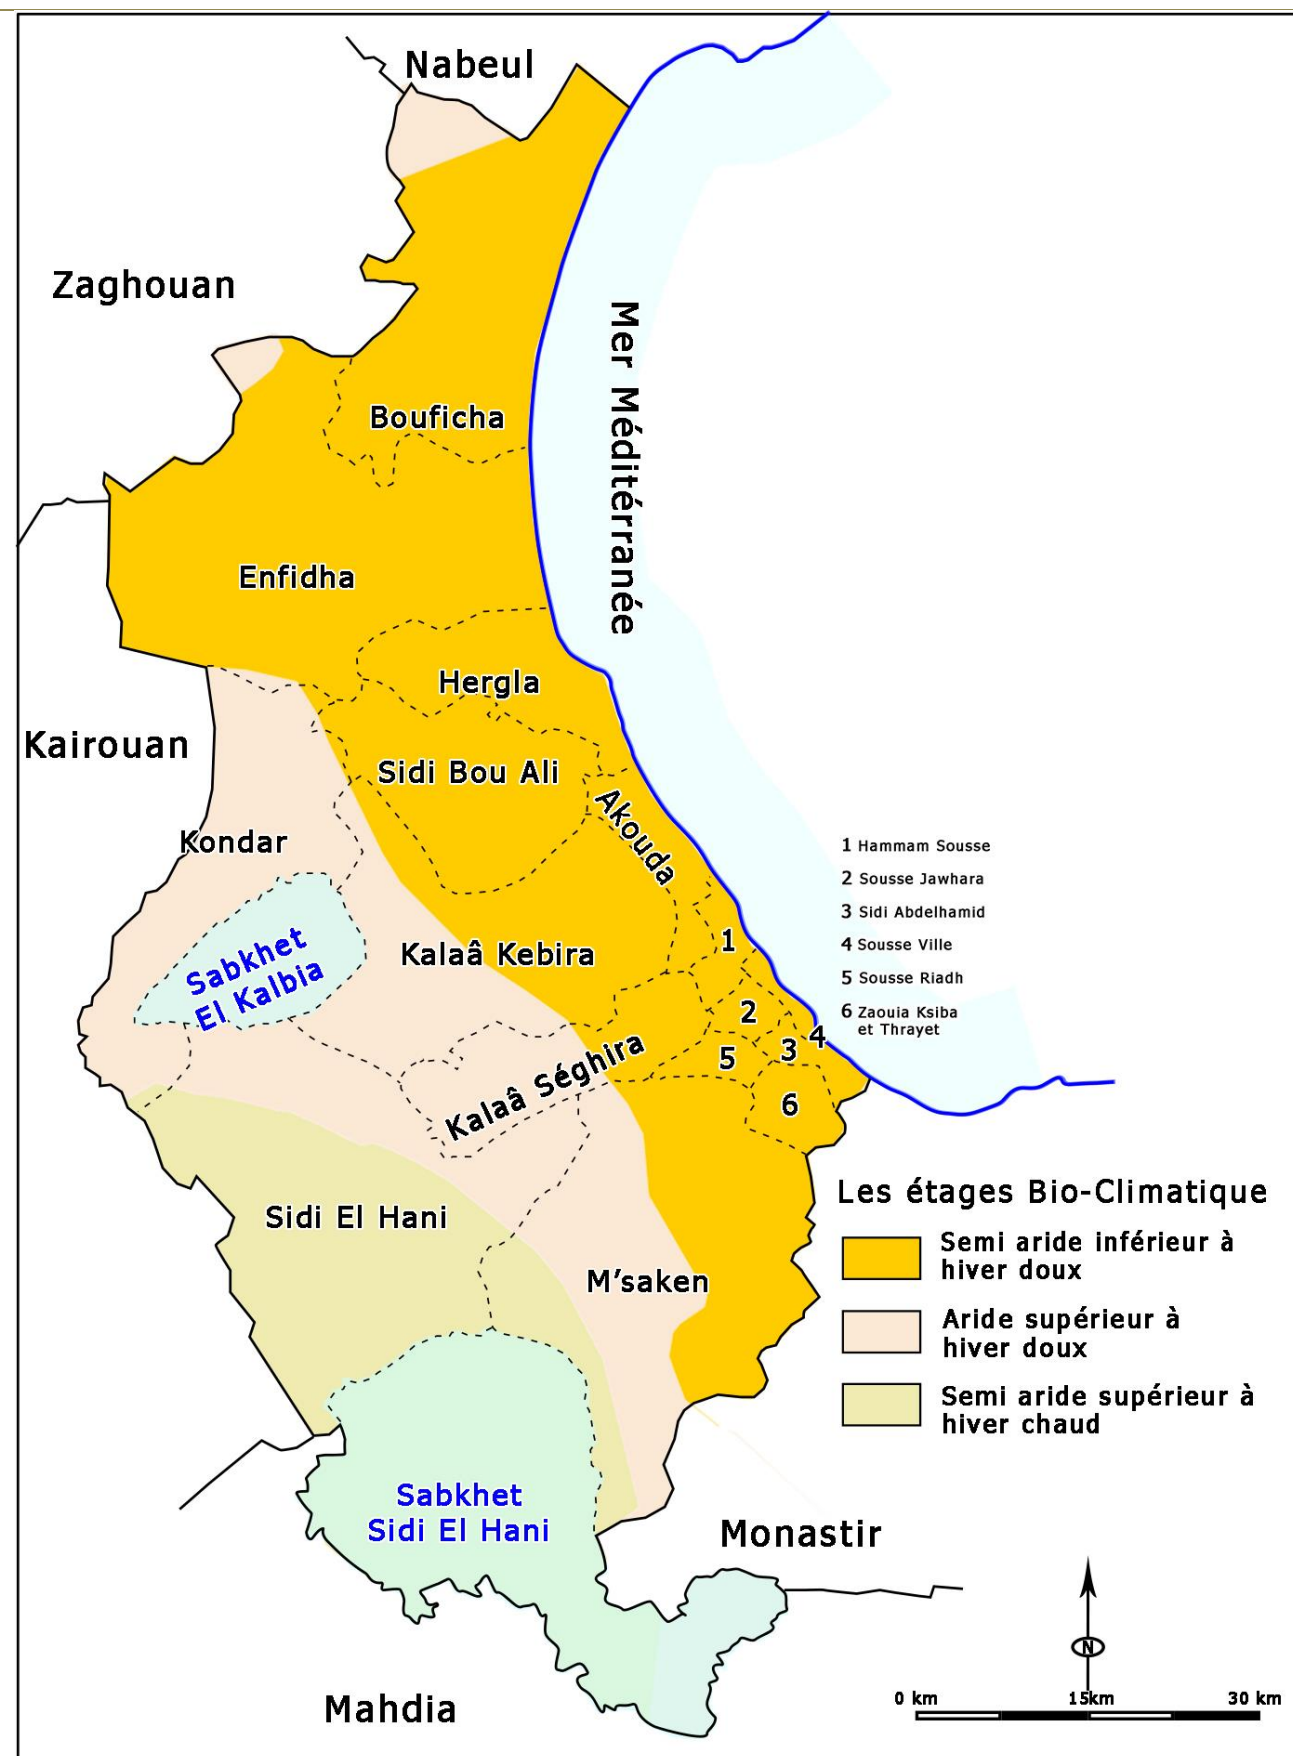 Nabeul
Zaghouan
Mer Méditérranée
Bouficha
Enfidha
Hergla
Kairouan
Sidi Bou Ali
Akouda
Kondar
1 Hammam Sousse
2 Sousse Jawhara
3 Sidi Abdelhamid
4 Sousse Ville
5 Sousse Riadh
6 Zaouia Ksiba
et Thrayet
Sabkhet
El Kalbia
Kalaâ Kebira
1
2
3
4
5
6
Kalaâ Séghira
Sidi El Hani
M'saken
Les étages Bio-Climatique
Semi aride inférieur à
hiver doux
Aride supérieur à
hiver doux
Semi aride supérieur à
hiver chaud
Sabkhet
Sidi El Hani
Monastir
Mahdia
N
0 km 15km 30 km